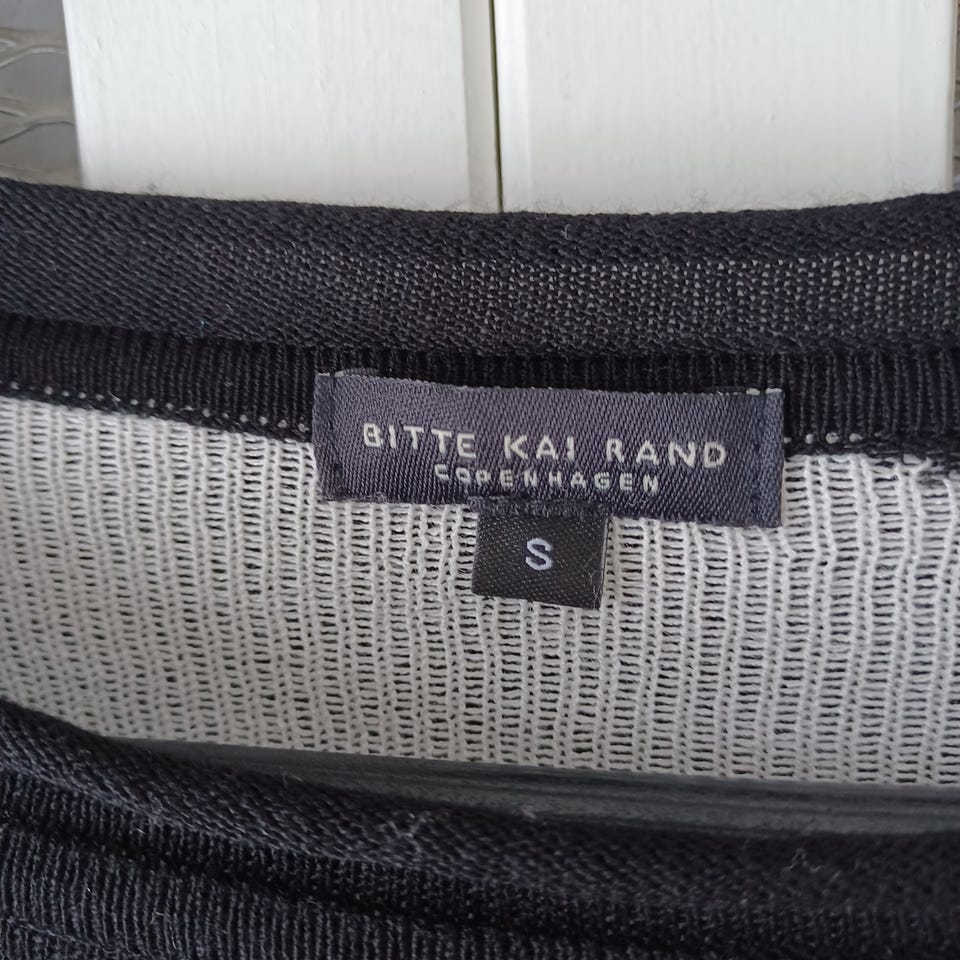 BITTE KAI RAND
COPENHAGEN
S